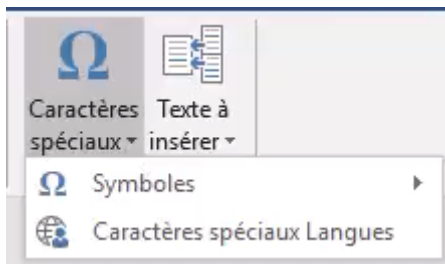 Caractères spéciaux
Texte à insérer
Symboles
Caractères spéciaux Langues